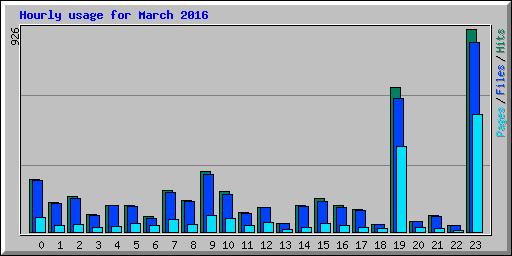 Hourly usage for March 2016
926
Pages / Files / Hits
0 1 2 3 4 5 6 7 8 9 10 11 12 13 14 15 16 17 18 19 20 21 22 23